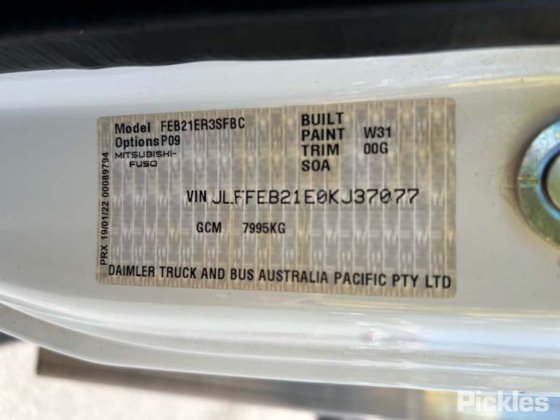 Model FEB21ER3SFBC
Options P09
MITSUBISHI-
FUSO
BUILT
PAINT W31
TRIM 00G
SOA
VIN JLFFEB21E0KJ37077
GCM 7995KG
DAIMLER TRUCK AND BUS AUSTRALIA PACIFIC PTY LTD
PRX 19/01/22 00089794
Pickles